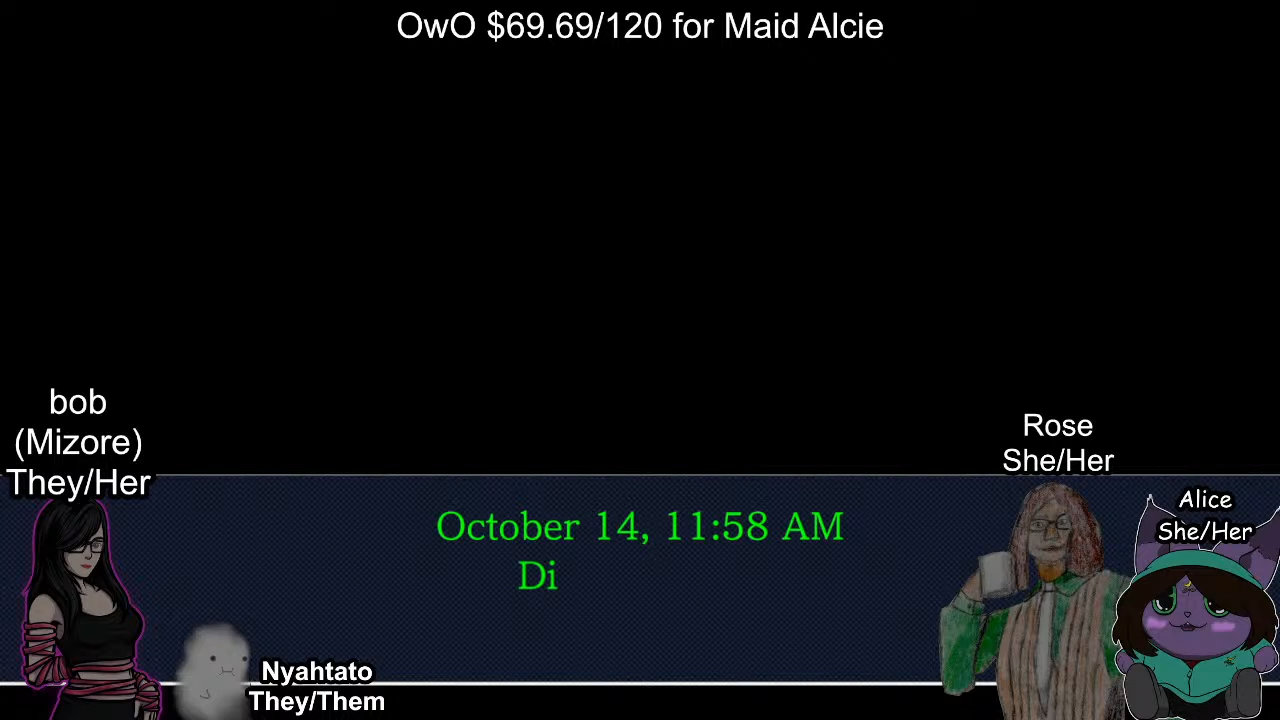 OwO $69.69/120 for Maid Alcie
bob
(Mizore)
They/Her
Rose
She/Her
Alice
She/Her
October 14, 11:58 AM
Di
Nyahtato
They/Them